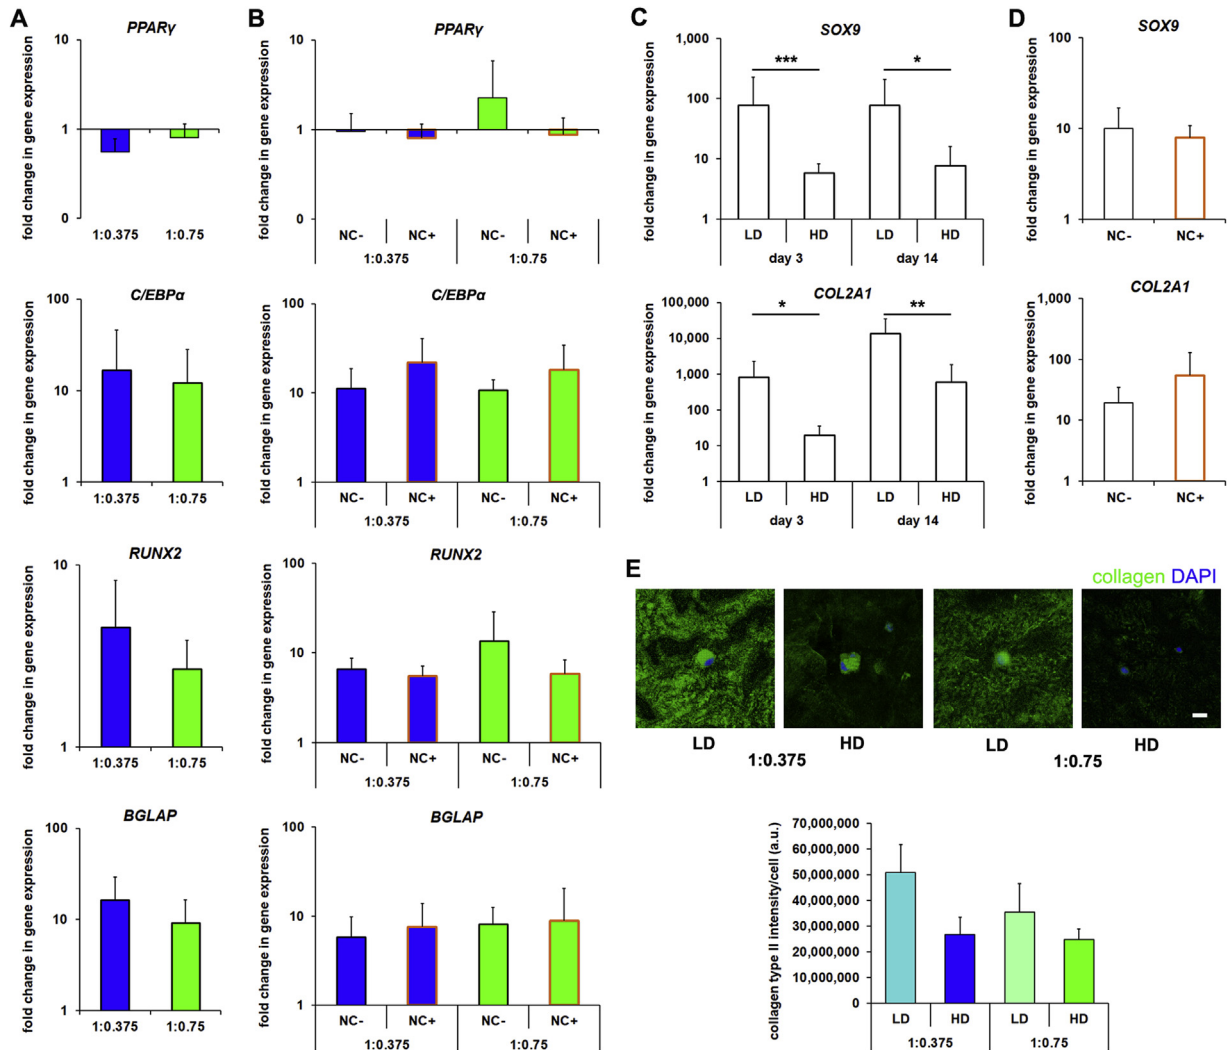 A
PPARγ
fold change in gene expression
10
1
0
1:0.375 1:0.75
C/EBPα
fold change in gene expression
100
10
1
1:0.375 1:0.75
RUNX2
fold change in gene expression
10
1
1:0.375 1:0.75
BGLAP
fold change in gene expression
100
10
1
1:0.375 1:0.75
B
PPARγ
fold change in gene expression
10
1
0
NC- NC+ NC- NC+
1:0.375 1:0.75
C/EBPα
fold change in gene expression
100
10
1
NC- NC+ NC- NC+
1:0.375 1:0.75
RUNX2
fold change in gene expression
100
10
1
NC- NC+ NC- NC+
1:0.375 1:0.75
BGLAP
fold change in gene expression
100
10
1
NC- NC+ NC- NC+
1:0.375 1:0.75
C
SOX9
fold change in gene expression
1,000
100
10
1
*** *
LD HD LD HD
day 3 day 14
COL2A1
fold change in gene expression
100,000
10,000
1,000
100
10
1
* **
LD HD LD HD
day 3 day 14
D
SOX9
fold change in gene expression
100
10
1
NC- NC+
COL2A1
fold change in gene expression
1,000
100
10
1
NC- NC+
E
collagen DAPI
LD HD LD HD
1:0.375 1:0.75
collagen type II intensity/cell (a.u.)
70,000,000
60,000,000
50,000,000
40,000,000
30,000,000
20,000,000
10,000,000
0
LD HD LD HD
1:0.375 1:0.75